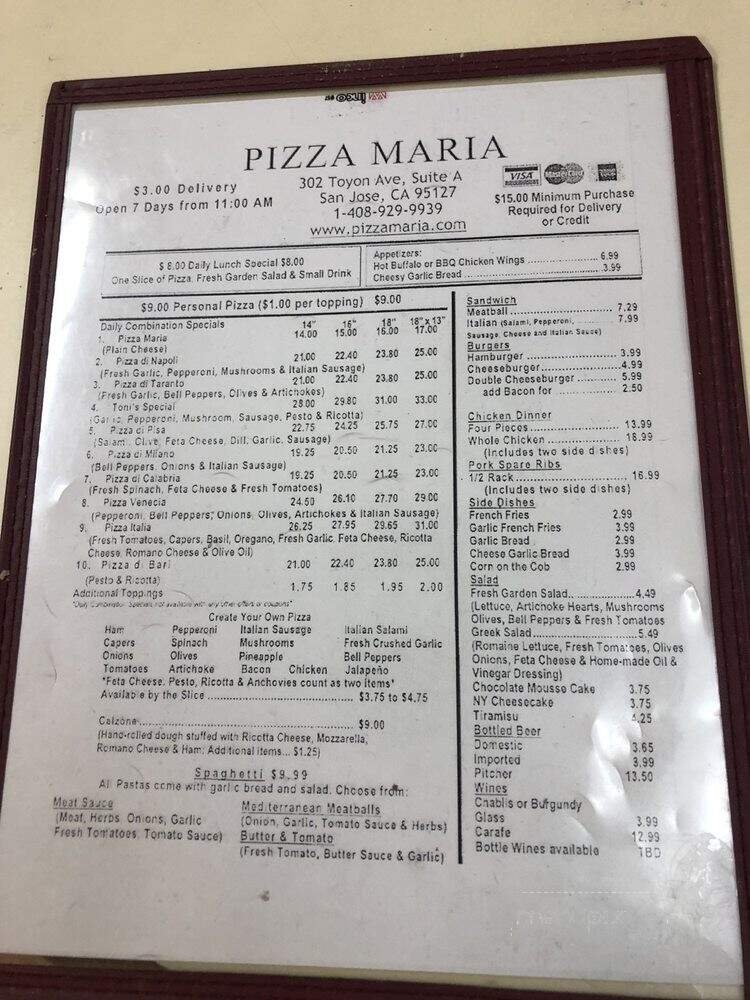 PIZZA MARIA
302 Toyon Ave, Suite A
San Jose, CA 95127
1-408-929-9939
www.pizzamaria.com
$3.00 Delivery
Open 7 Days from 11:00 AM
VISA MasterCard
$15.00 Minimum Purchase
Required for Delivery
or Credit
$ 8.00 Daily Lunch Special $8.00
One Slice of Pizza, Fresh Garden Salad & Small Drink
Appetizers:
Hot Buffalo or BBQ Chicken Wings ........ 6.99
Cheesy Garlic Bread ........ 3.99
$9.00 Personal Pizza ($1.00 per topping) $9.00
Daily Combination Specials 14" 16" 18" 18" x 13"
1. Pizza Maria 14.00 15.00 16.00 17.00
(Plain Cheese)
2. Pizza di Napoli 21.00 22.40 23.80 25.00
(Fresh Garlic, Pepperoni, Mushrooms & Italian Sausage)
3. Pizza di Taranto 21.00 22.40 23.80 25.00
(Fresh Garlic, Bell Peppers, Olives & Artichokes)
4. Toni's Special 28.00 29.80 31.00 33.00
(Garlic, Pepperoni, Mushroom, Sausage, Pesto & Ricotta)
5. Pizza di Pisa 22.75 24.25 25.75 27.00
(Salami, Olive, Feta Cheese, Dill, Garlic, Sausage)
6. Pizza di Milano 19.25 20.50 21.25 23.00
(Bell Peppers, Onions & Italian Sausage)
7. Pizza di Calabria 19.25 20.50 21.25 23.00
(Fresh Spinach, Feta Cheese & Fresh Tomatoes)
8. Pizza Venecia 24.50 26.10 27.70 29.00
(Pepperoni, Bell Peppers, Onions, Olives, Artichokes & Italian Sausage)
9. Pizza Italia 26.25 27.95 29.65 31.00
(Fresh Tomatoes, Capers, Basil, Oregano, Fresh Garlic, Feta Cheese, Ricotta
Cheese, Romano Cheese & Olive Oil)
10. Pizza di Bari 21.00 22.40 23.80 25.00
(Pesto & Ricotta)
Additional Toppings 1.75 1.85 1.95 2.00
*Daily Combination Specials not available with any other offers or coupons*
Create Your Own Pizza
Ham Pepperoni Italian Sausage Italian Salami
Capers Spinach Mushrooms Fresh Crushed Garlic
Onions Olives Pineapple Bell Peppers
Tomatoes Artichoke Bacon Chicken Jalapeño
*Feta Cheese, Pesto, Ricotta & Anchovies count as two items*
Available by the Slice ........ $3.75 to $4.75
Calzone ........ $9.00
(Hand-rolled dough stuffed with Ricotta Cheese, Mozzarella,
Romano Cheese & Ham; Additional items... $1.25)
Spaghetti $9.99
All Pastas come with garlic bread and salad. Choose from:
Meat Sauce
(Meat, Herbs, Onions, Garlic
Fresh Tomatoes, Tomato Sauce)
Mediterranean Meatballs
(Onion, Garlic, Tomato Sauce & Herbs)
Butter & Tomato
(Fresh Tomato, Butter Sauce & Garlic)
Sandwich
Meatball ........ 7.29
Italian (Salami, Pepperoni, ........ 7.99
Sausage, Cheese and Italian Sauce)
Burgers
Hamburger ........ 3.99
Cheeseburger ........ 4.99
Double Cheeseburger ........ 5.99
add Bacon for ........ 2.50
Chicken Dinner
Four Pieces ........ 13.99
Whole Chicken ........ 18.99
(Includes two side dishes)
Pork Spare Ribs
1/2 Rack ........ 16.99
(Includes two side dishes)
Side Dishes
French Fries 2.99
Garlic French Fries 3.99
Garlic Bread 2.99
Cheese Garlic Bread 3.99
Corn on the Cob 2.99
Salad
Fresh Garden Salad ........ 4.49
(Lettuce, Artichoke Hearts, Mushrooms
Olives, Bell Peppers & Fresh Tomatoes
Greek Salad ........ 5.49
(Romaine Lettuce, Fresh Tomatoes, Olives
Onions, Feta Cheese & Home-made Oil &
Vinegar Dressing)
Chocolate Mousse Cake 3.75
NY Cheesecake 3.75
Tiramisu 4.25
Bottled Beer
Domestic 3.65
Imported 3.99
Pitcher 13.50
Wines
Chablis or Burgundy
Glass 3.99
Carafe 12.99
Bottle Wines available TBD